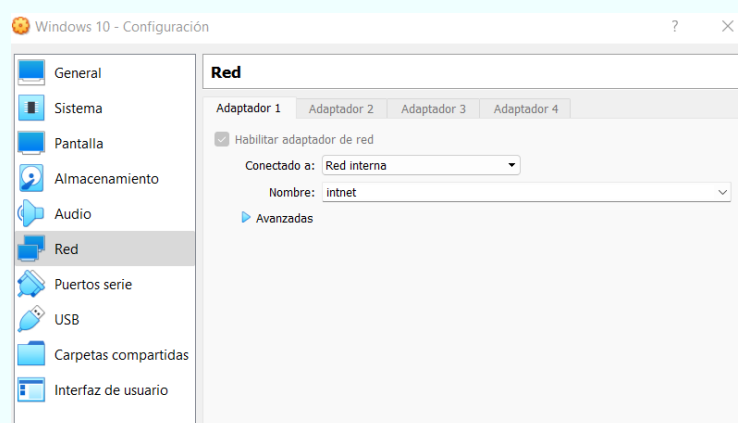 Windows 10 - Configuración ?
General
Sistema
Pantalla
Almacenamiento
Audio
Red
Puertos serie
USB
Carpetas compartidas
Interfaz de usuario
Red
Adaptador 1 Adaptador 2 Adaptador 3 Adaptador 4
Habilitar adaptador de red
Conectado a: Red interna
Nombre: intnet
Avanzadas